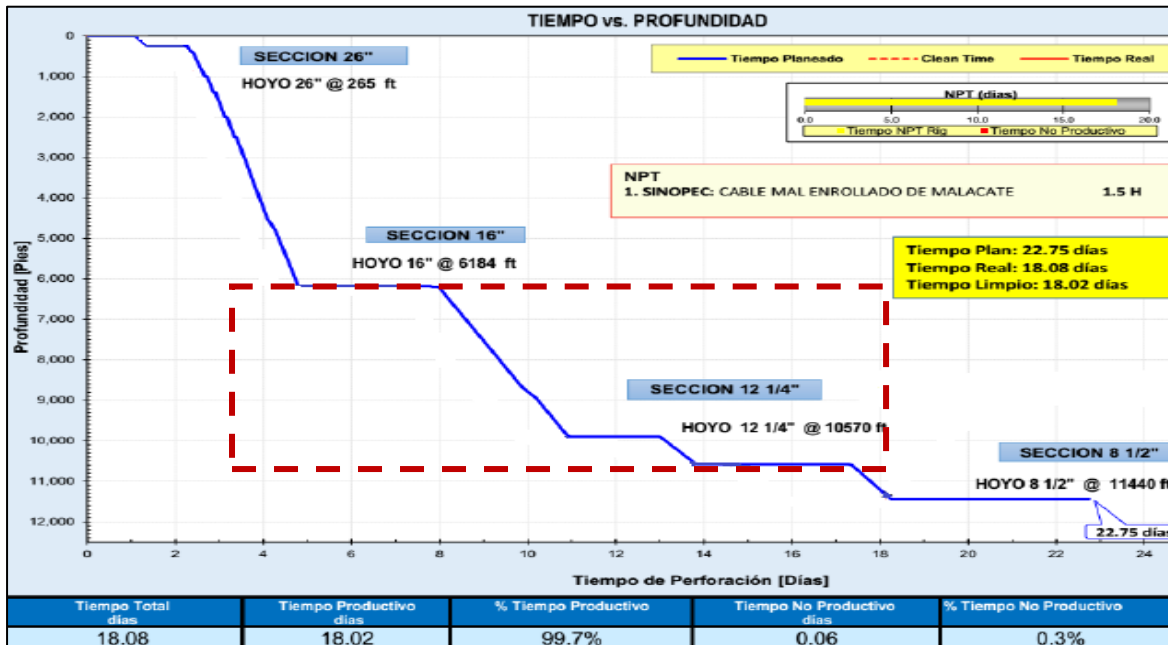 TIEMPO vs. PROFUNDIDAD
Tiempo Planeado Clean Time Tiempo Real
NPT (días)
0.0 5.0 10.0 15.0 20.0
Tiempo NPT Rig Tiempo No Productivo
NPT
1. SINOPEC: CABLE MAL ENROLLADO DE MALACATE 1.5 H
Tiempo Plan: 22.75 días
Tiempo Real: 18.08 días
Tiempo Limpio: 18.02 días
SECCION 26"
HOYO 26" @ 265 ft
SECCION 16"
HOYO 16" @ 6184 ft
SECCION 12 1/4"
HOYO 12 1/4" @ 10570 ft
SECCION 8 1/2"
HOYO 8 1/2" @ 11440 ft
22.75 días
Profundidad [Pies]
0
1,000
2,000
3,000
4,000
5,000
6,000
7,000
8,000
9,000
10,000
11,000
12,000
0 2 4 6 8 10 12 14 16 18 20 22 24
Tiempo de Perforación [Días]
Tiempo Total días Tiempo Productivo días % Tiempo Productivo Tiempo No Productivo días % Tiempo No Productivo
18.08 18.02 99.7% 0.06 0.3%